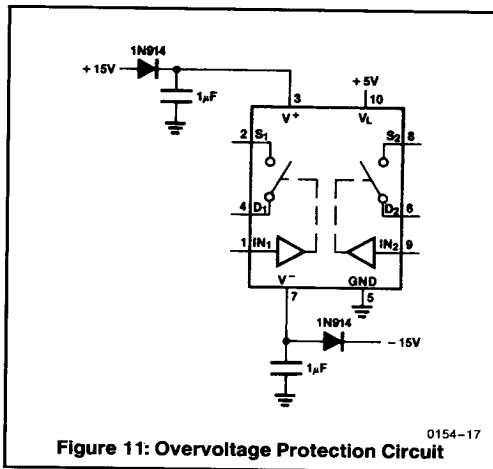 1N914
+15V
1μF
+5V
3
10
V+
VL
2
S1
S2
8
4
D1
D2
6
1
IN1
IN2
9
V−
GND
7
5
1N914
−15V
1μF
0154–17
Figure 11: Overvoltage Protection Circuit